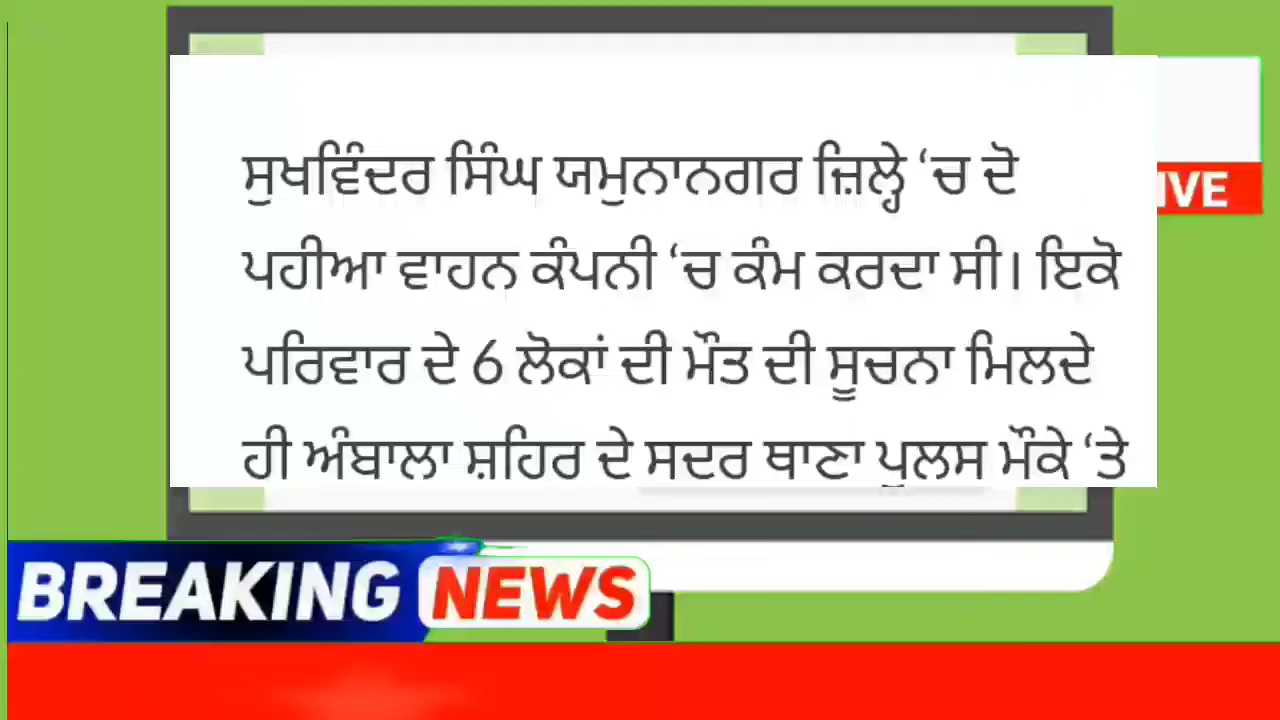 ਸੁਖਵਿੰਦਰ ਸਿੰਘ ਯਮੁਨਾਨਗਰ ਜ਼ਿਲ੍ਹੇ ‘ਚ ਦੋ
ਪਹੀਆ ਵਾਹਨ ਕੰਪਨੀ ‘ਚ ਕੰਮ ਕਰਦਾ ਸੀ। ਇਕੋ
ਪਰਿਵਾਰ ਦੇ 6 ਲੋਕਾਂ ਦੀ ਮੌਤ ਦੀ ਸੂਚਨਾ ਮਿਲਦੇ
ਹੀ ਅੰਬਾਲਾ ਸ਼ਹਿਰ ਦੇ ਸਦਰ ਥਾਣਾ ਪੁਲਸ ਮੌਕੇ ‘ਤੇ
IVE
BREAKING NEWS